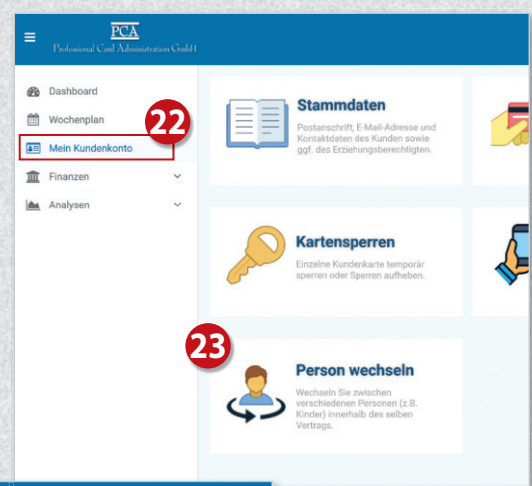 PCA
Professional Card Administration GmbH
Dashboard
Wochenplan
22
Mein Kundenkonto
Finanzen
Analysen
Stammdaten
Postanschrift, E-Mail-Adresse und
Kontaktdaten des Kunden sowie
ggf. des Erziehungsberechtigten.
Kartensperren
Einzelne Kundenkarte temporär
sperren oder Sperren aufheben.
23
Person wechseln
Wechseln Sie zwischen
verschiedenen Personen (z.B.
Kinder) innerhalb des selben
Vertrags.